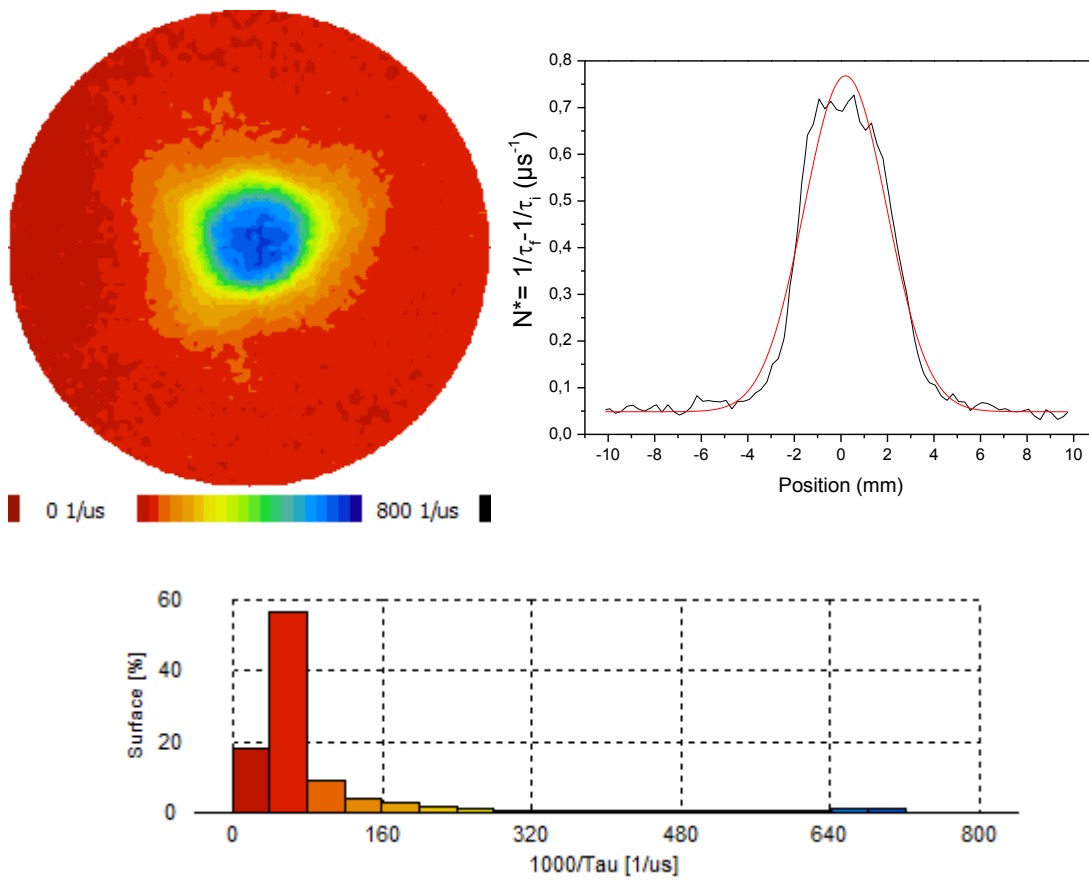 0 1/us
800 1/us
N*= 1/τf-1/τi (µs-1)
0,8
0,7
0,6
0,5
0,4
0,3
0,2
0,1
0,0
-10 -8 -6 -4 -2 0 2 4 6 8 10
Position (mm)
Surface [%]
60
40
20
0
0 160 320 480 640 800
1000/Tau [1/us]